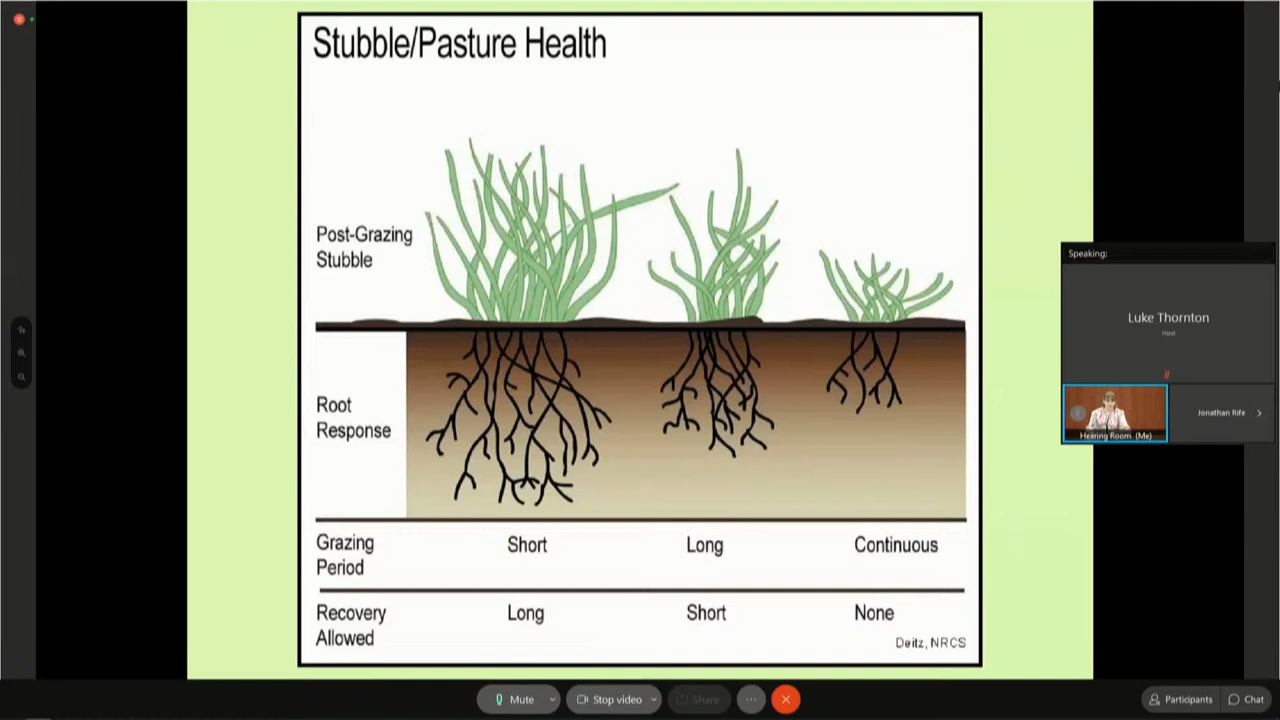 Stubble/Pasture Health
Post-Grazing
Stubble
Root
Response
Grazing
Period
Short
Long
Continuous
Recovery
Allowed
Long
Short
None
Deitz, NRCS
Speaking:
Luke Thornton
Host
Hearing Room (Me)
Jonathan Rife
Mute
Stop video
Share
Participants
Chat